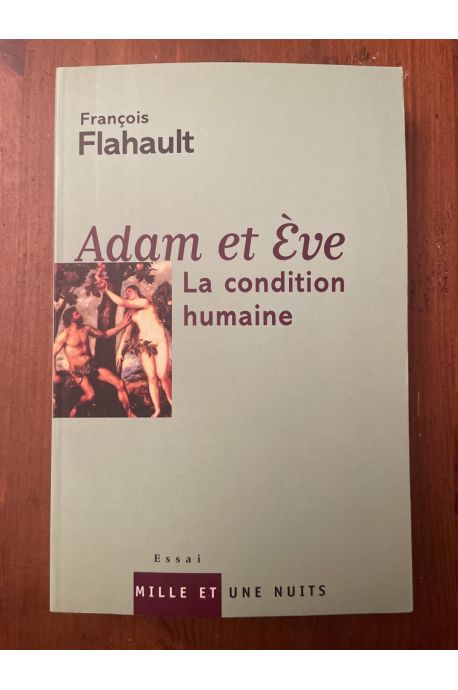 François
Flahault
Adam et Ève
La condition
humaine
Essai
MILLE ET UNE NUITS